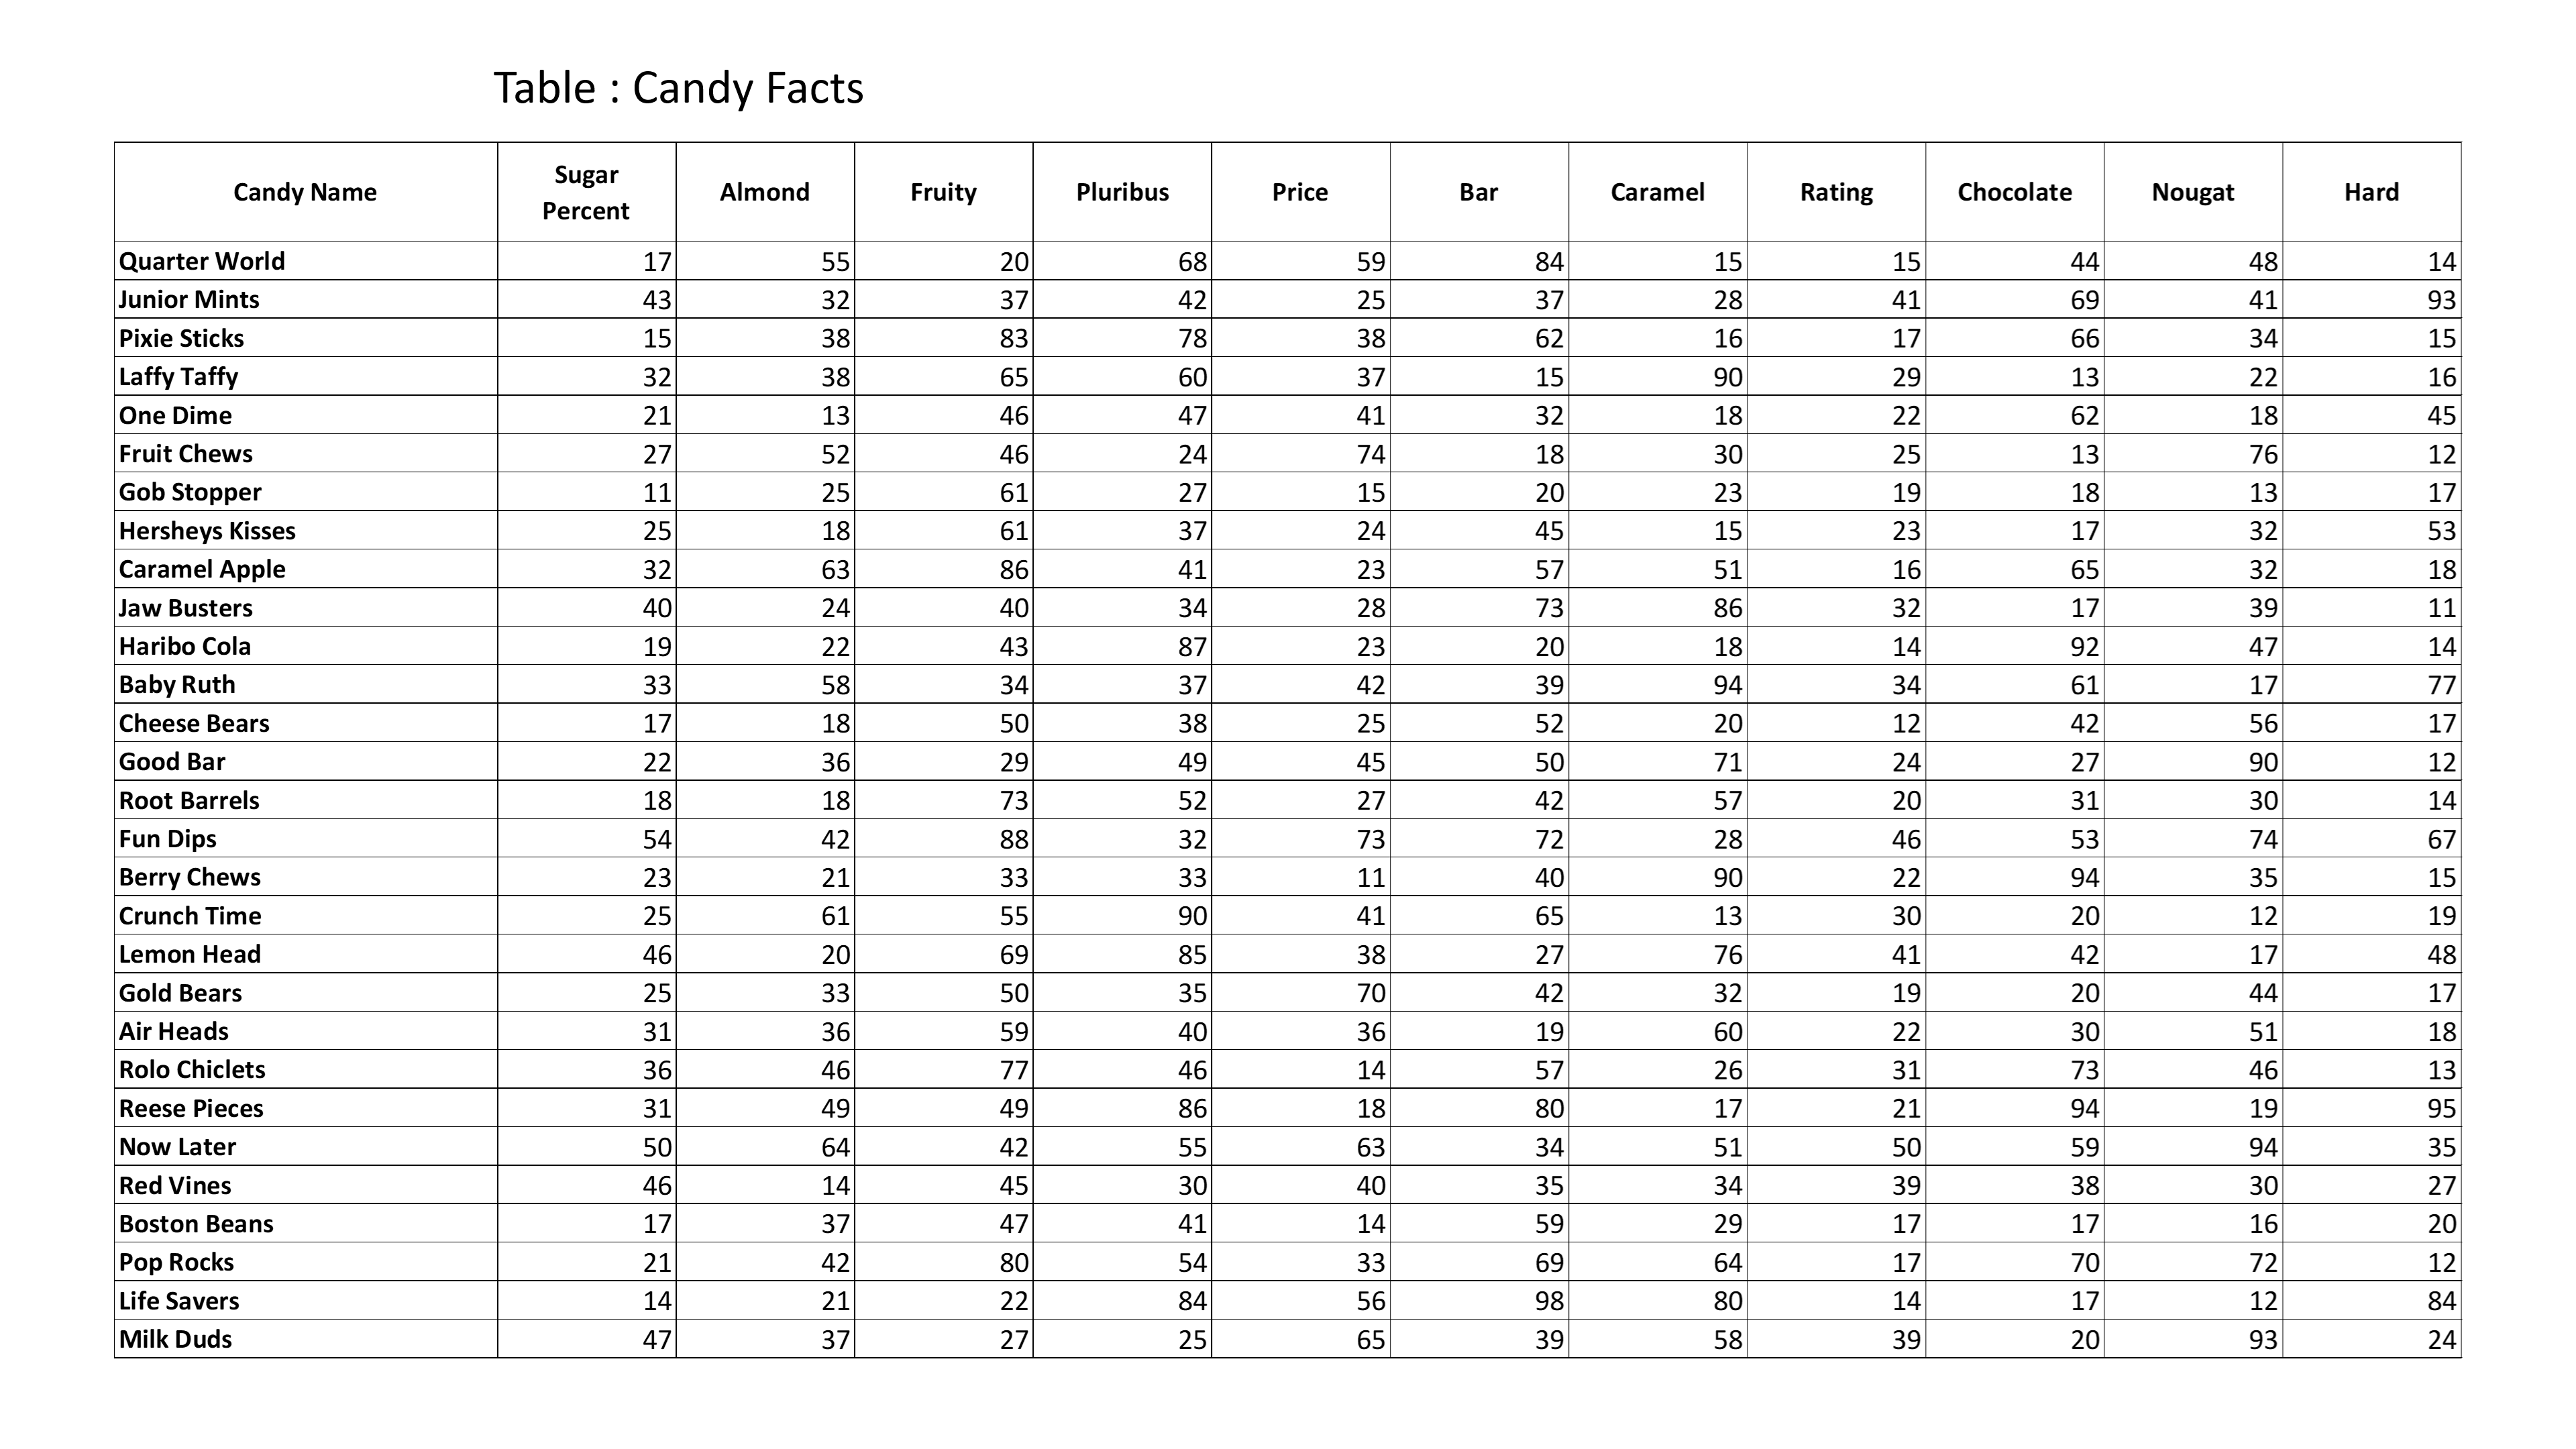 Table : Candy Facts
Candy Name Sugar Percent Almond Fruity Pluribus Price Bar Caramel Rating Chocolate Nougat Hard
Quarter World 17 55 20 68 59 84 15 15 44 48 14
Junior Mints 43 32 37 42 25 37 28 41 69 41 93
Pixie Sticks 15 38 83 78 38 62 16 17 66 34 15
Laffy Taffy 32 38 65 60 37 15 90 29 13 22 16
One Dime 21 13 46 47 41 32 18 22 62 18 45
Fruit Chews 27 52 46 24 74 18 30 25 13 76 12
Gob Stopper 11 25 61 27 15 20 23 19 18 13 17
Hersheys Kisses 25 18 61 37 24 45 15 23 17 32 53
Caramel Apple 32 63 86 41 23 57 51 16 65 32 18
Jaw Busters 40 24 40 34 28 73 86 32 17 39 11
Haribo Cola 19 22 43 87 23 20 18 14 92 47 14
Baby Ruth 33 58 34 37 42 39 94 34 61 17 77
Cheese Bears 17 18 50 38 25 52 20 12 42 56 17
Good Bar 22 36 29 49 45 50 71 24 27 90 12
Root Barrels 18 18 73 52 27 42 57 20 31 30 14
Fun Dips 54 42 88 32 73 72 28 46 53 74 67
Berry Chews 23 21 33 33 11 40 90 22 94 35 15
Crunch Time 25 61 55 90 41 65 13 30 20 12 19
Lemon Head 46 20 69 85 38 27 76 41 42 17 48
Gold Bears 25 33 50 35 70 42 32 19 20 44 17
Air Heads 31 36 59 40 36 19 60 22 30 51 18
Rolo Chiclets 36 46 77 46 14 57 26 31 73 46 13
Reese Pieces 31 49 49 86 18 80 17 21 94 19 95
Now Later 50 64 42 55 63 34 51 50 59 94 35
Red Vines 46 14 45 30 40 35 34 39 38 30 27
Boston Beans 17 37 47 41 14 59 29 17 17 16 20
Pop Rocks 21 42 80 54 33 69 64 17 70 72 12
Life Savers 14 21 22 84 56 98 80 14 17 12 84
Milk Duds 47 37 27 25 65 39 58 39 20 93 24